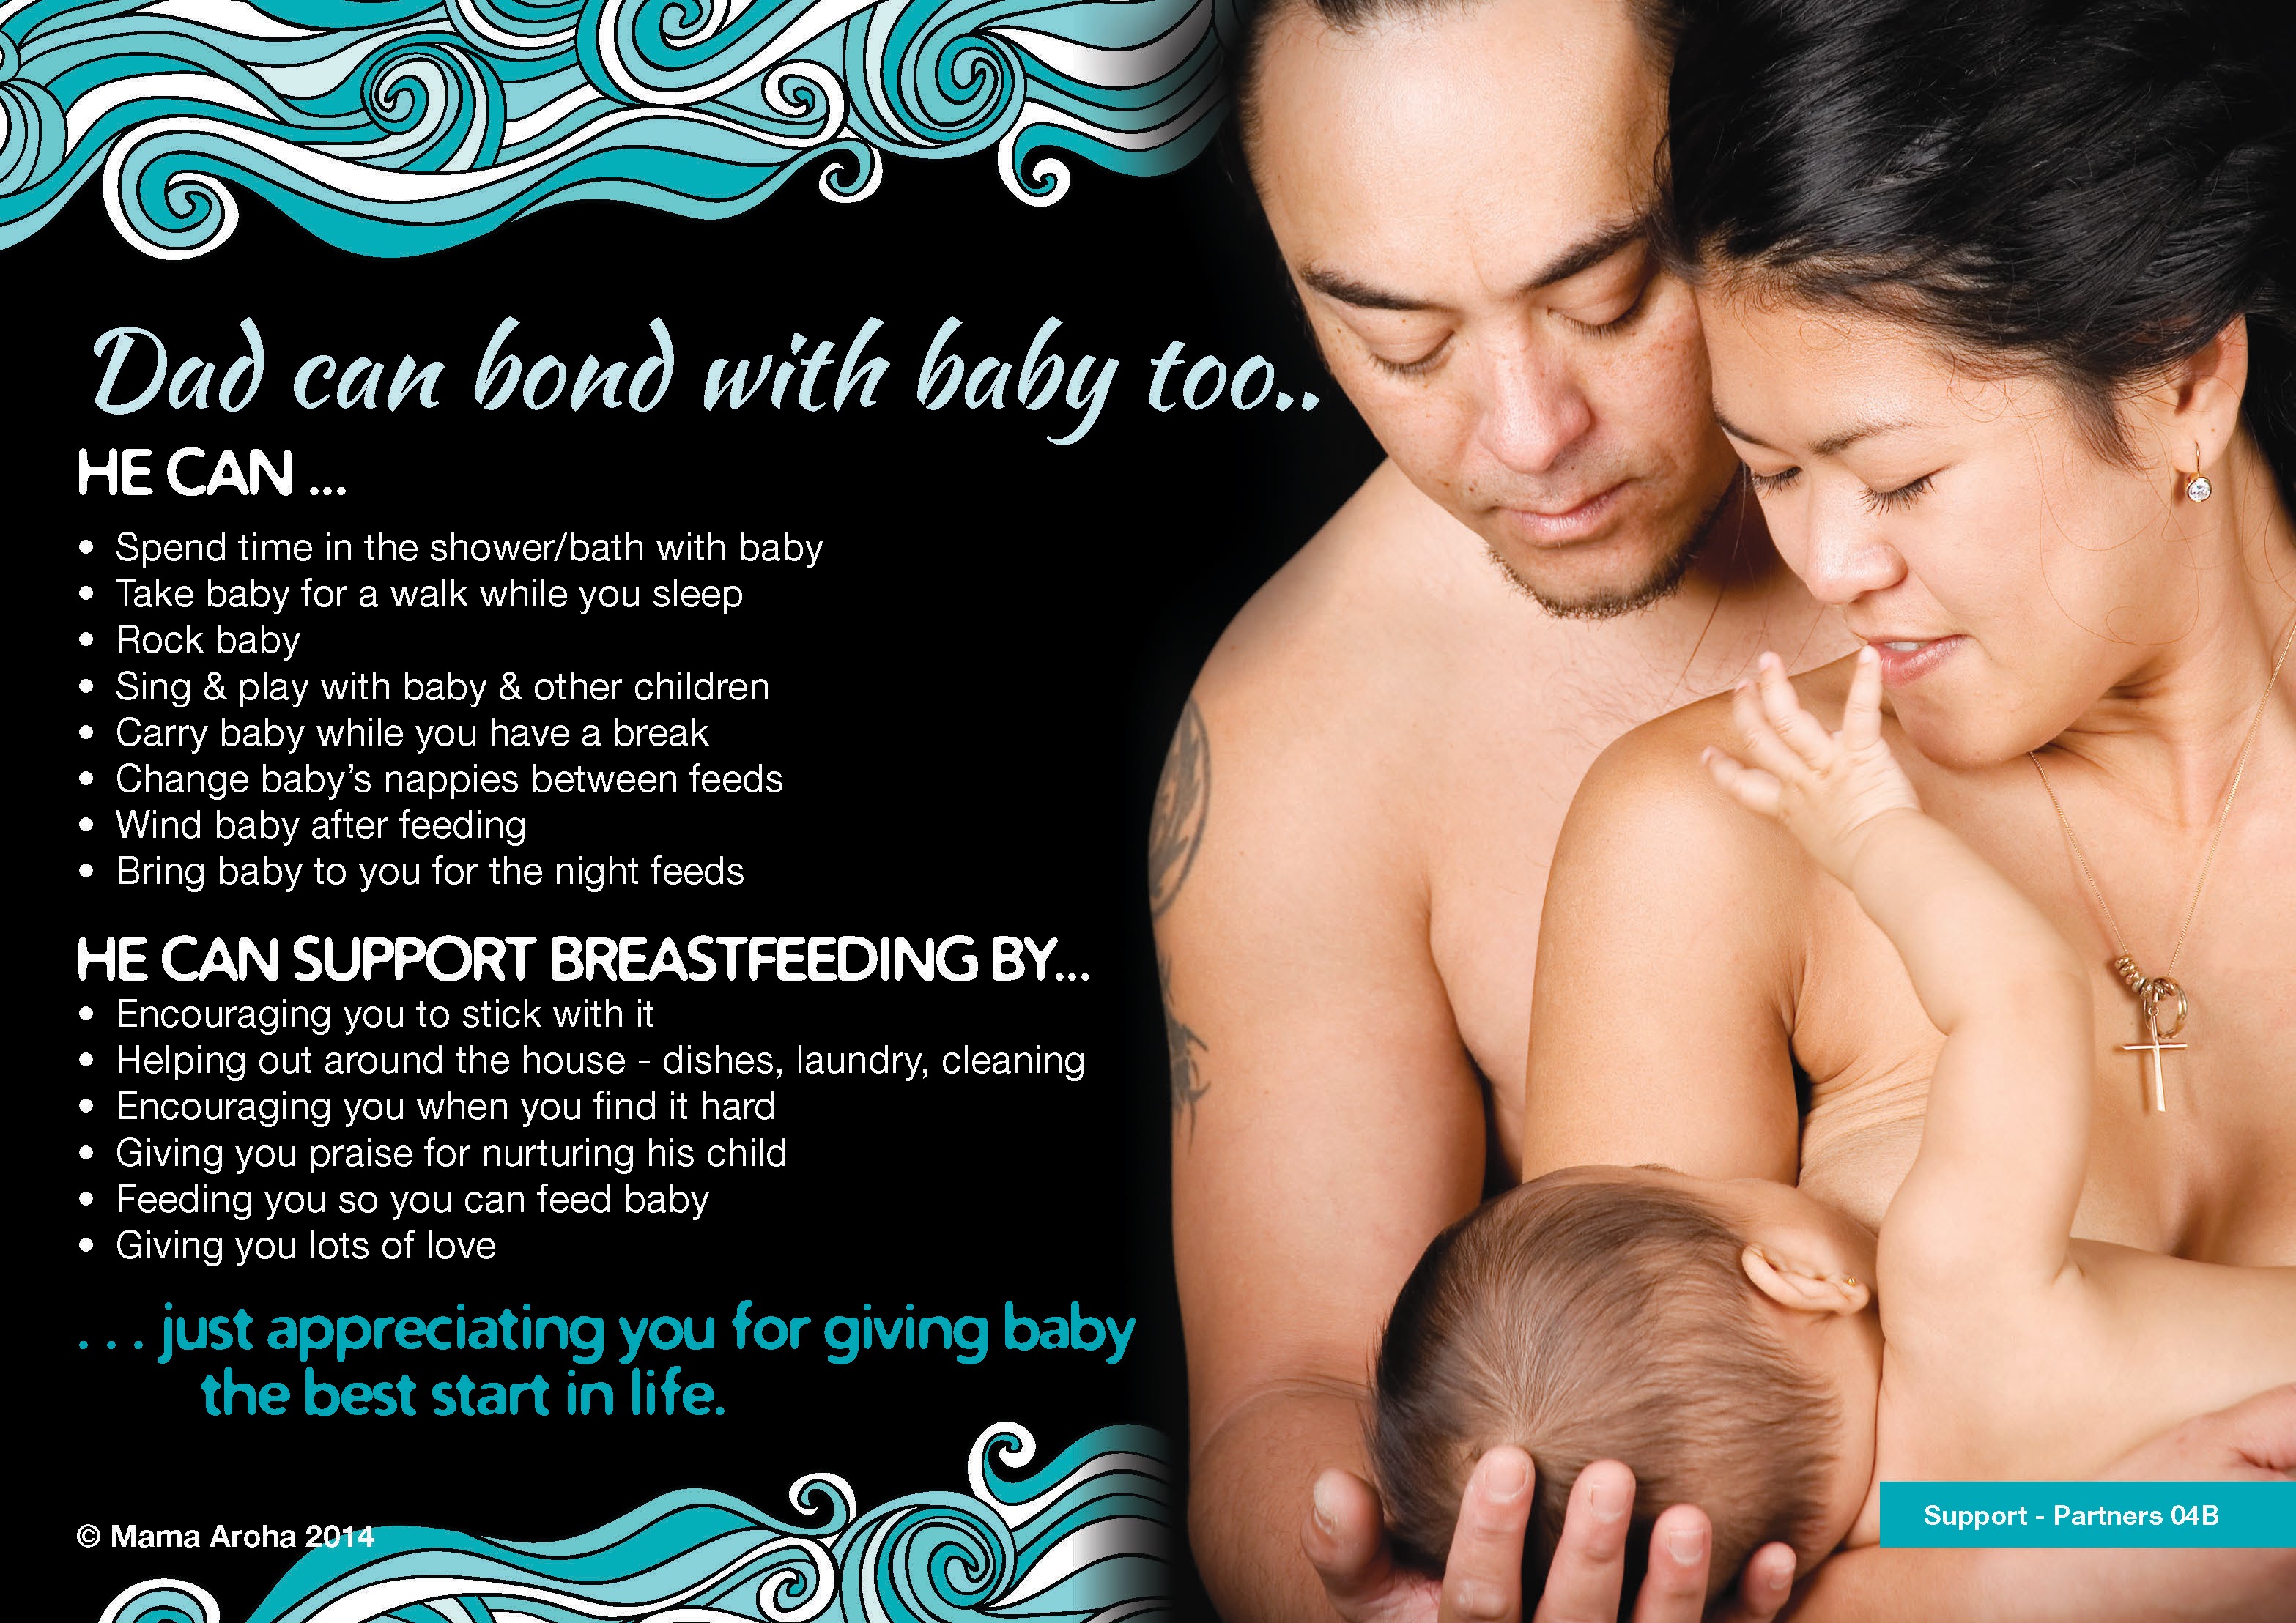 Dad can bond with baby too..
HE CAN ...
• Spend time in the shower/bath with baby
• Take baby for a walk while you sleep
• Rock baby
• Sing & play with baby & other children
• Carry baby while you have a break
• Change baby’s nappies between feeds
• Wind baby after feeding
• Bring baby to you for the night feeds
HE CAN SUPPORT BREASTFEEDING BY...
• Encouraging you to stick with it
• Helping out around the house - dishes, laundry, cleaning
• Encouraging you when you find it hard
• Giving you praise for nurturing his child
• Feeding you so you can feed baby
• Giving you lots of love
. . . just appreciating you for giving baby
the best start in life.
© Mama Aroha 2014
Support - Partners 04B